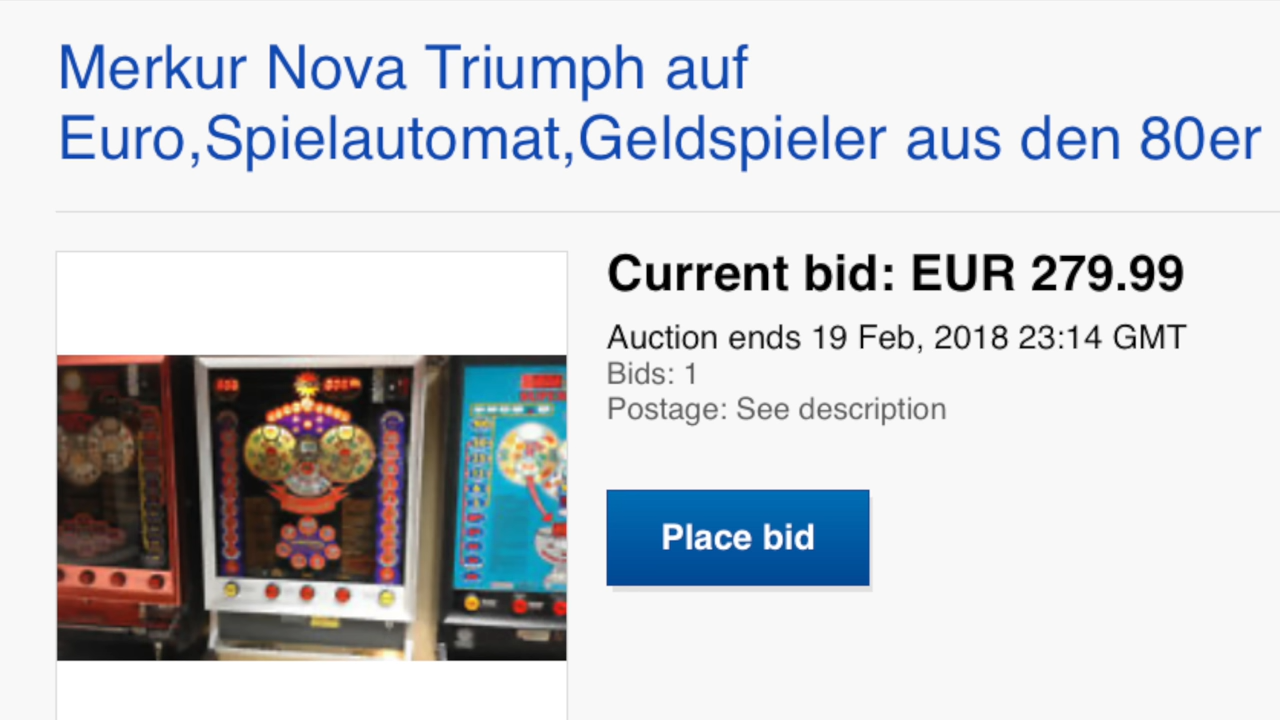 Merkur Nova Triumph auf
Euro,Spielautomat,Geldspieler aus den 80er
Current bid: EUR 279.99
Auction ends 19 Feb, 2018 23:14 GMT
Bids: 1
Postage: See description
Place bid